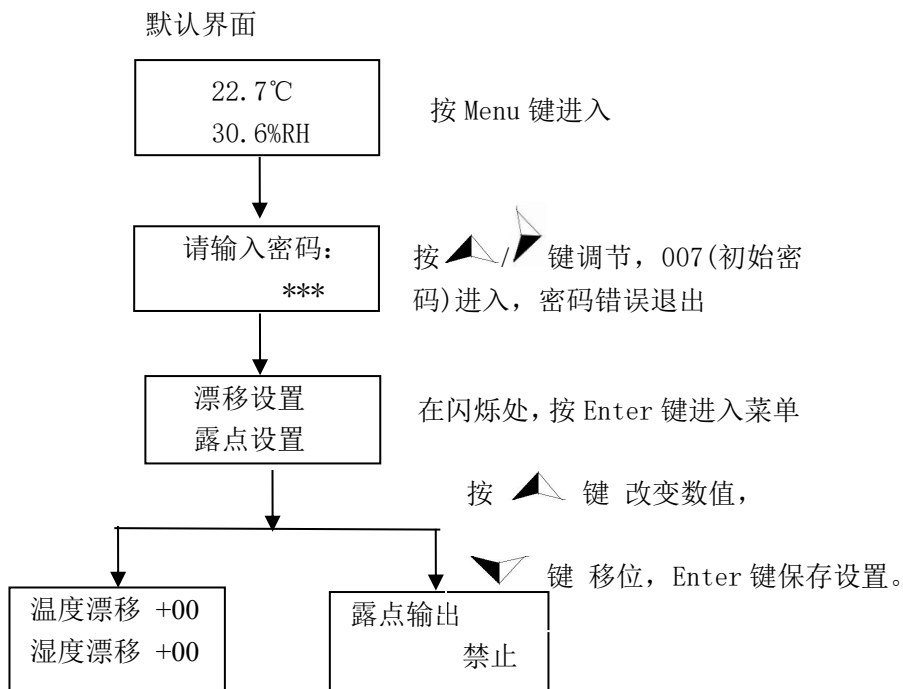 默认界面
22.7℃
30.6%RH
按 Menu 键进入
请输入密码：
***
按 / 键调节，007(初始密
码)进入，密码错误退出
漂移设置
露点设置
在闪烁处，按 Enter 键进入菜单
按 键 改变数值，
键 移位，Enter 键保存设置。
温度漂移 +00
湿度漂移 +00
露点输出
禁止